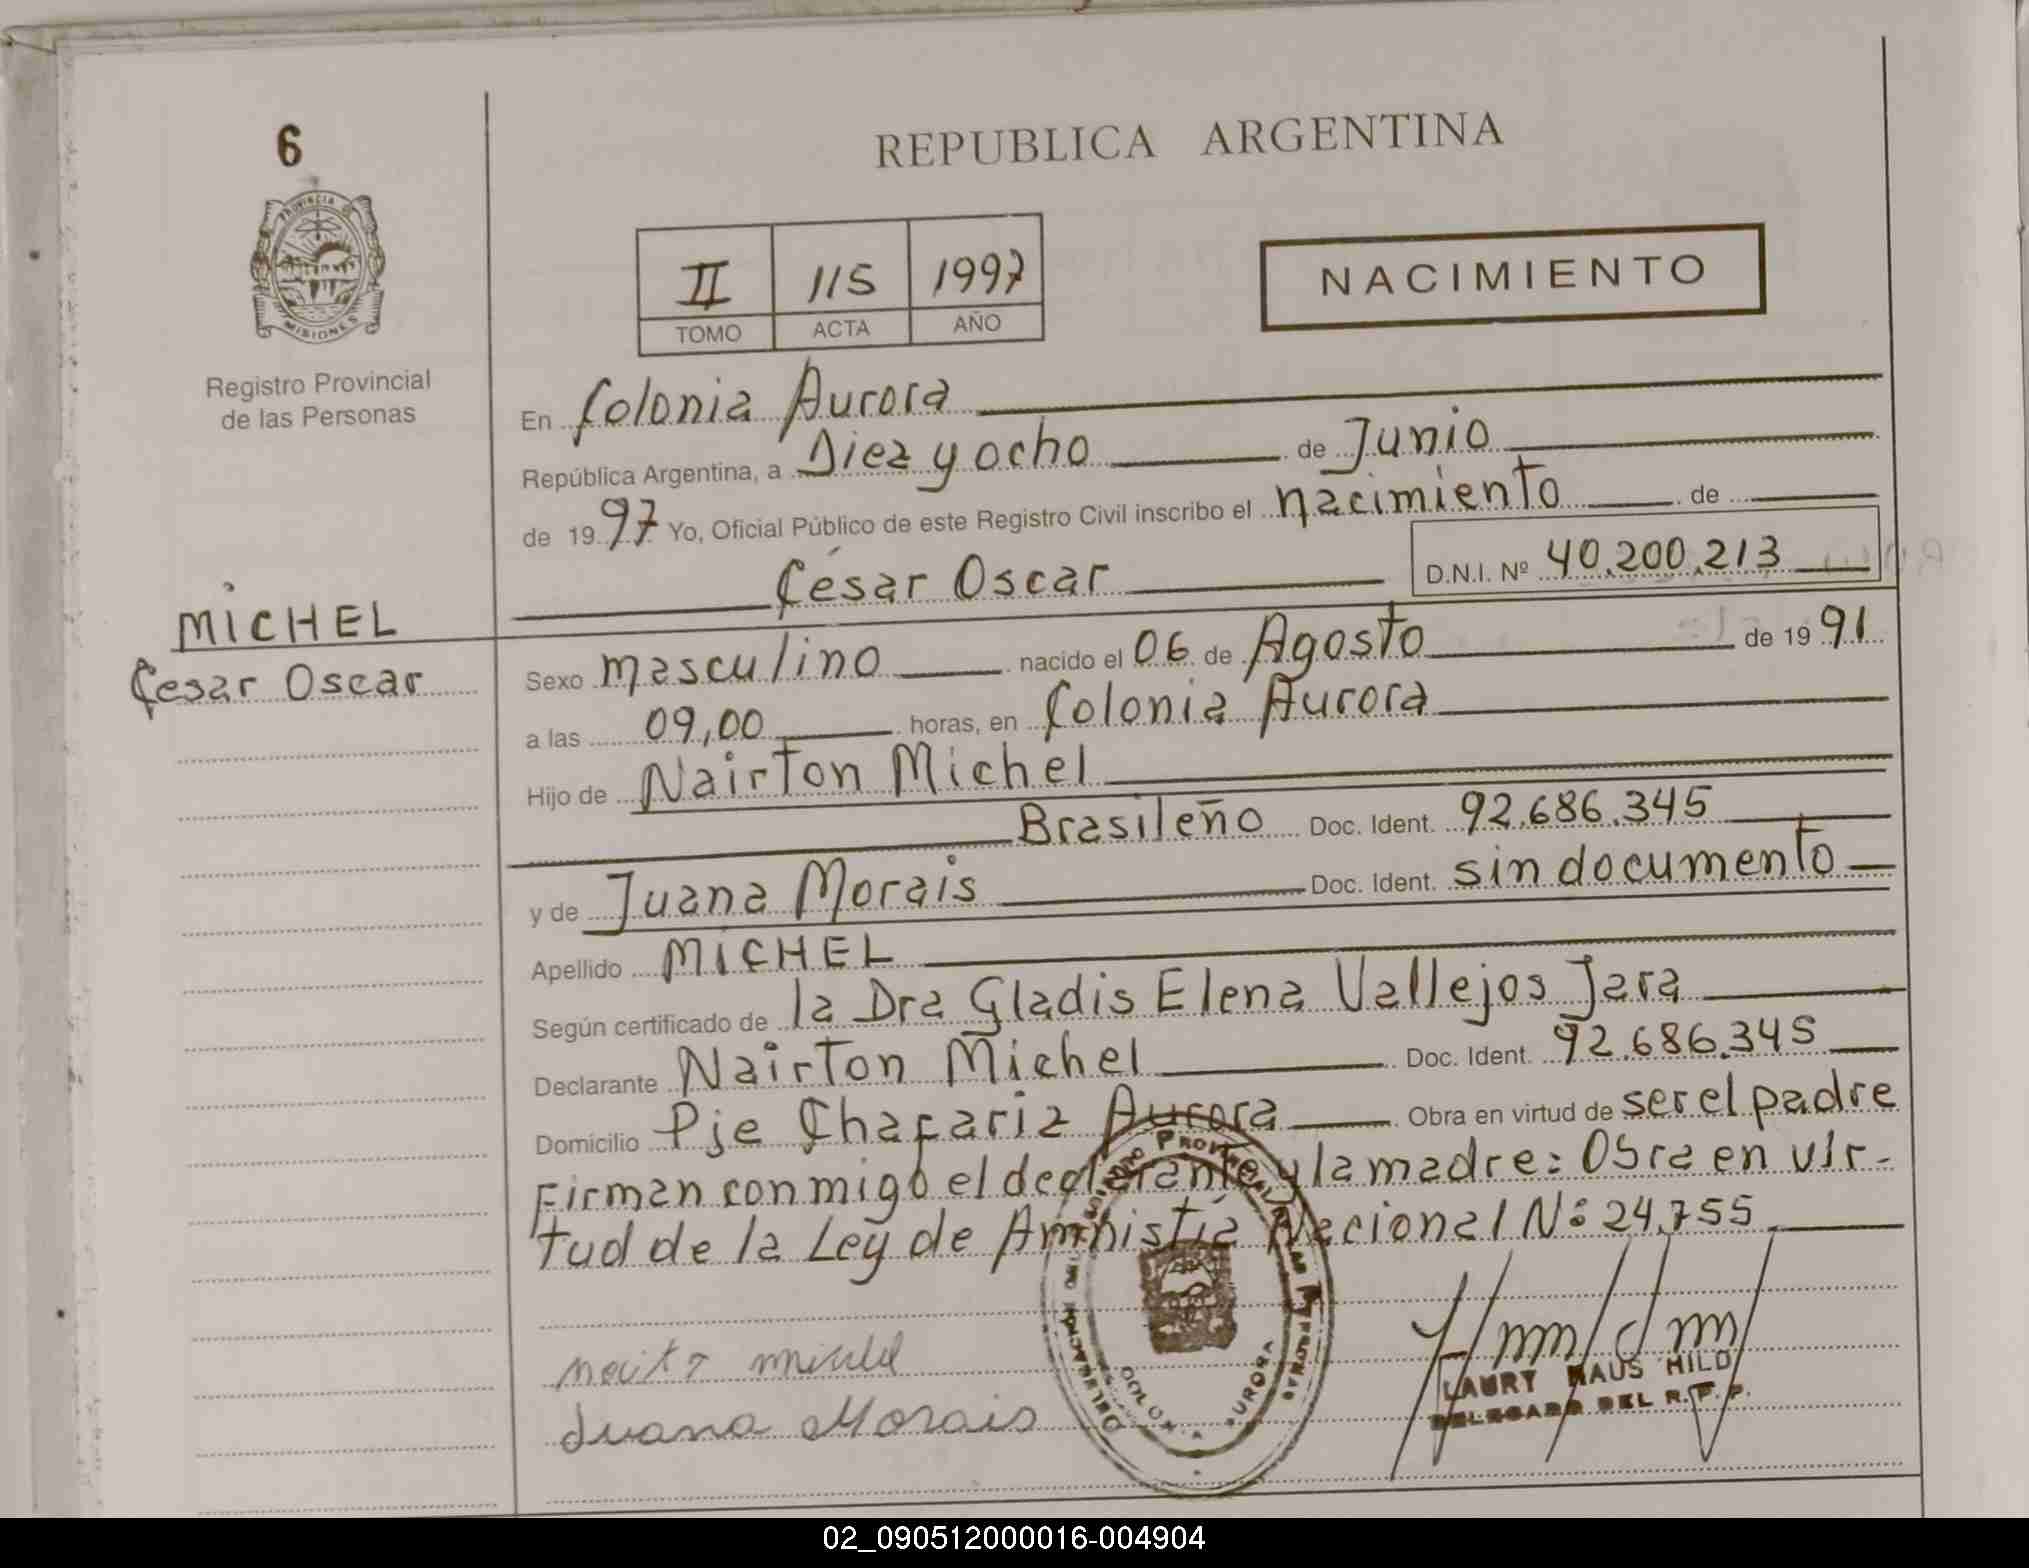 6
REPUBLICA ARGENTINA
PROVINCIA DE
MISIONES
Registro Provincial
de las Personas
II 115 1997
TOMO ACTA AÑO
NACIMIENTO
En Colonia Aurora
República Argentina, a Diez y ocho de Junio
de 1997 Yo, Oficial Público de este Registro Civil inscribo el nacimiento de
César Oscar D.N.I. Nº 40.200.213
MICHEL
Cesar Oscar
Sexo masculino nacido el 06 de Agosto de 1991
a las 09,00 horas, en Colonia Aurora
Hijo de Nairton Michel
Brasileño Doc. Ident. 92.686.345
y de Juana Morais Doc. Ident. sin documento
Apellido MICHEL
Según certificado de la Dra Gladis Elena Vallejos Jara
Declarante Nairton Michel Doc. Ident. 92.686.345
Domicilio Pje Chafariz Aurora Obra en virtud de ser el padre
Firman conmigo el declarante y la madre: Obra en vir-
tud de la Ley de Amnistía Nacional Nº 24.755
Juana Morais
LAURY MAUS HILD
DELEGADO DEL R.P.P.
02_090512000016-004904